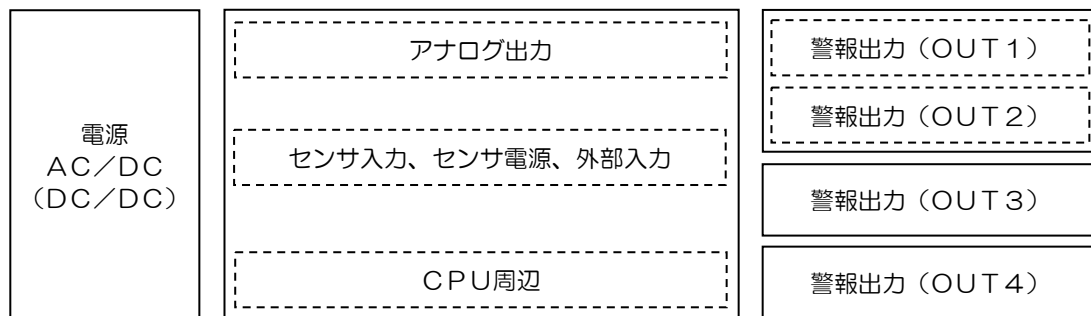 電源
AC／DC
（DC／DC）
アナログ出力
センサ入力、センサ電源、外部入力
CPU周辺
警報出力（OUT1）
警報出力（OUT2）
警報出力（OUT3）
警報出力（OUT4）